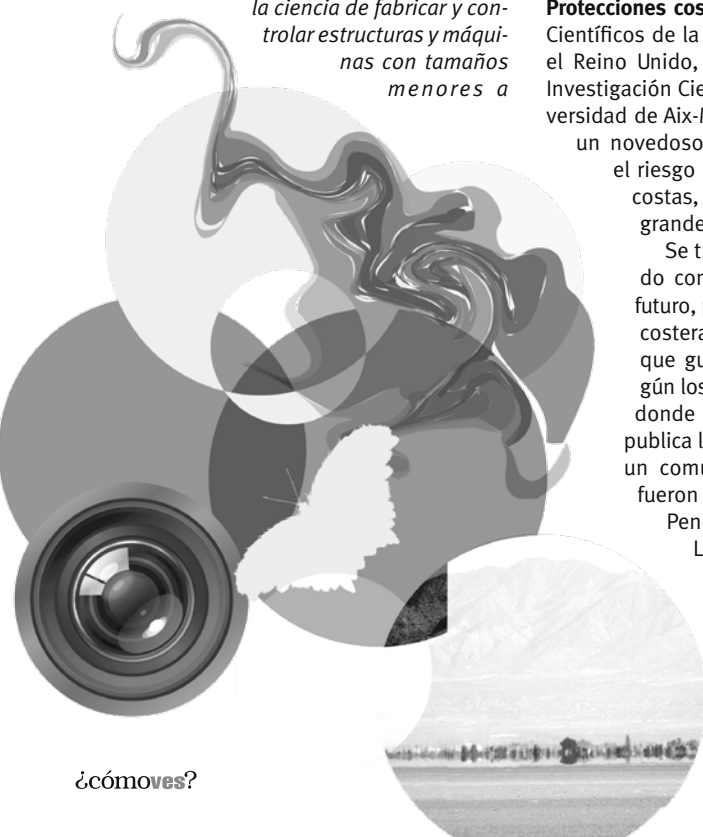 la ciencia de fabricar y con-
trolar estructuras y máqui-
nas con tamaños
menores a
Protecciones cos
Científicos de la
el Reino Unido,
Investigación Cie
versidad de Aix-M
un novedoso
el riesgo
costas,
grande
Se t
do con
futuro, p
costera
que gu
gún los
donde
publica l
un comu
fueron
Pen
L
¿cómoves?